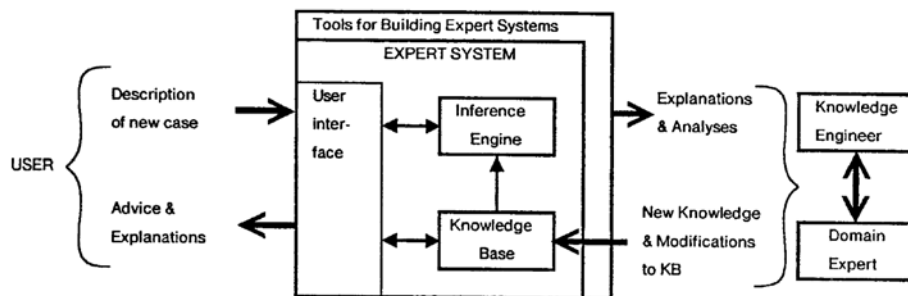 Tools for Building Expert Systems
EXPERT SYSTEM
USER
Description
of new case
Advice &
Explanations
User
inter-
face
Inference
Engine
Knowledge
Base
Explanations
& Analyses
New Knowledge
& Modifications
to KB
Knowledge
Engineer
Domain
Expert